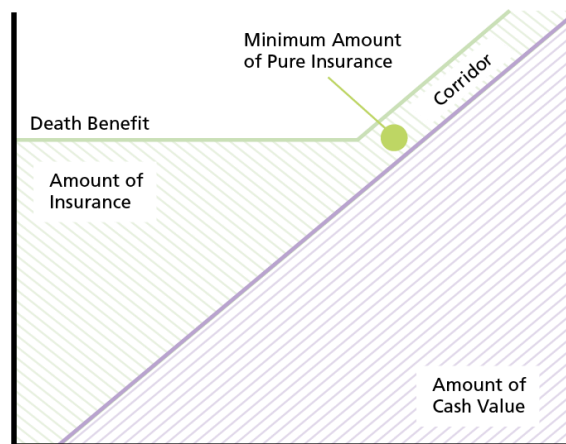 Minimum Amount
of Pure Insurance
Corridor
Death Benefit
Amount of
Insurance
Amount of
Cash Value